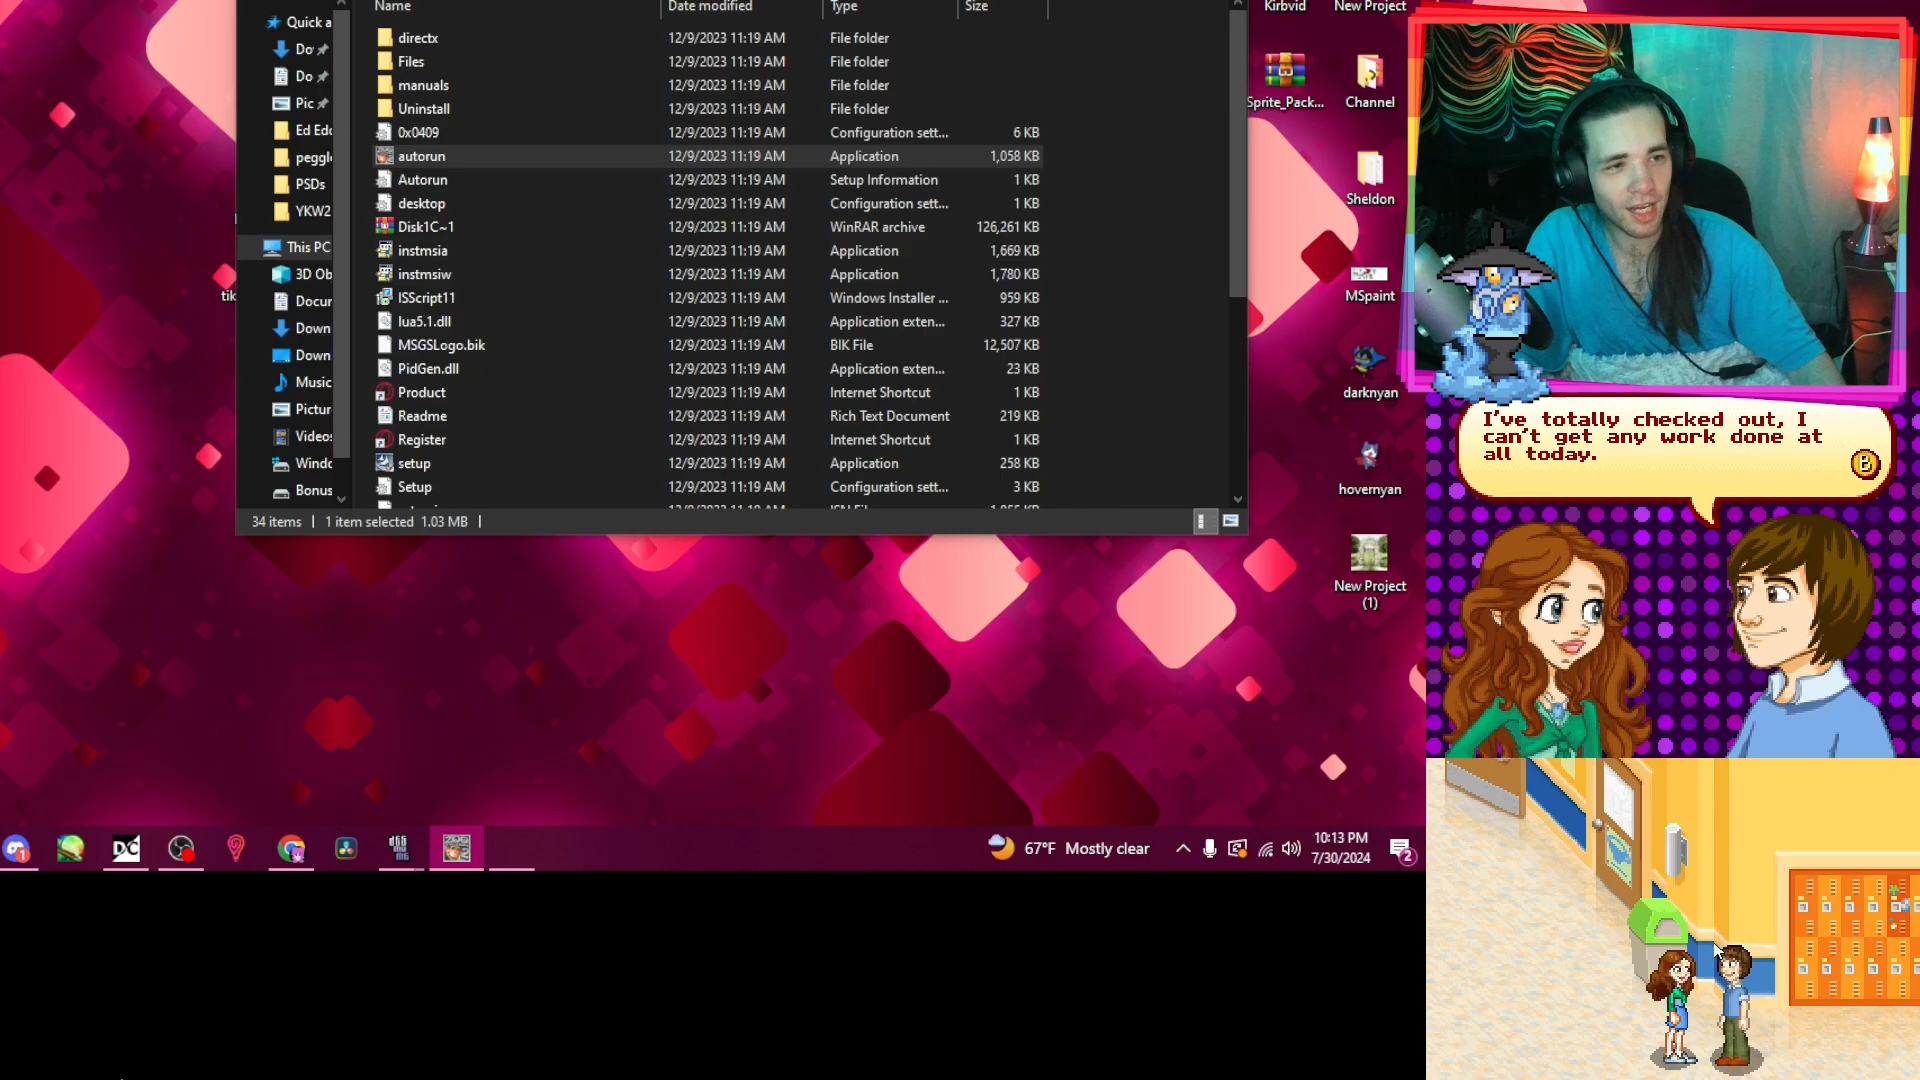 Name Date modified Type Size
Quick a
Do
Do
Pic
Ed Edd
peggle
PSDs
YKW2
This PC
3D Ob
Docur
Down
Down
Music
Pictur
Videos
Windo
Bonus
directx 12/9/2023 11:19 AM File folder
Files 12/9/2023 11:19 AM File folder
manuals 12/9/2023 11:19 AM File folder
Uninstall 12/9/2023 11:19 AM File folder
0x0409 12/9/2023 11:19 AM Configuration sett... 6 KB
autorun 12/9/2023 11:19 AM Application 1,058 KB
Autorun 12/9/2023 11:19 AM Setup Information 1 KB
desktop 12/9/2023 11:19 AM Configuration sett... 1 KB
Disk1C~1 12/9/2023 11:19 AM WinRAR archive 126,261 KB
instmsia 12/9/2023 11:19 AM Application 1,669 KB
instmsiw 12/9/2023 11:19 AM Application 1,780 KB
ISScript11 12/9/2023 11:19 AM Windows Installer ... 959 KB
lua5.1.dll 12/9/2023 11:19 AM Application exten... 327 KB
MSGSLogo.bik 12/9/2023 11:19 AM BIK File 12,507 KB
PidGen.dll 12/9/2023 11:19 AM Application exten... 23 KB
Product 12/9/2023 11:19 AM Internet Shortcut 1 KB
Readme 12/9/2023 11:19 AM Rich Text Document 219 KB
Register 12/9/2023 11:19 AM Internet Shortcut 1 KB
setup 12/9/2023 11:19 AM Application 258 KB
Setup 12/9/2023 11:19 AM Configuration sett... 3 KB
34 items 1 item selected 1.03 MB
tik
Kirbvid
New Project
Sprite_Pack...
Channel
Sheldon
MSpaint
darknyan
hovernyan
New Project
(1)
I've totally checked out, I
can't get any work done at
all today.
B
1
DC
67°F Mostly clear
10:13 PM
7/30/2024
2